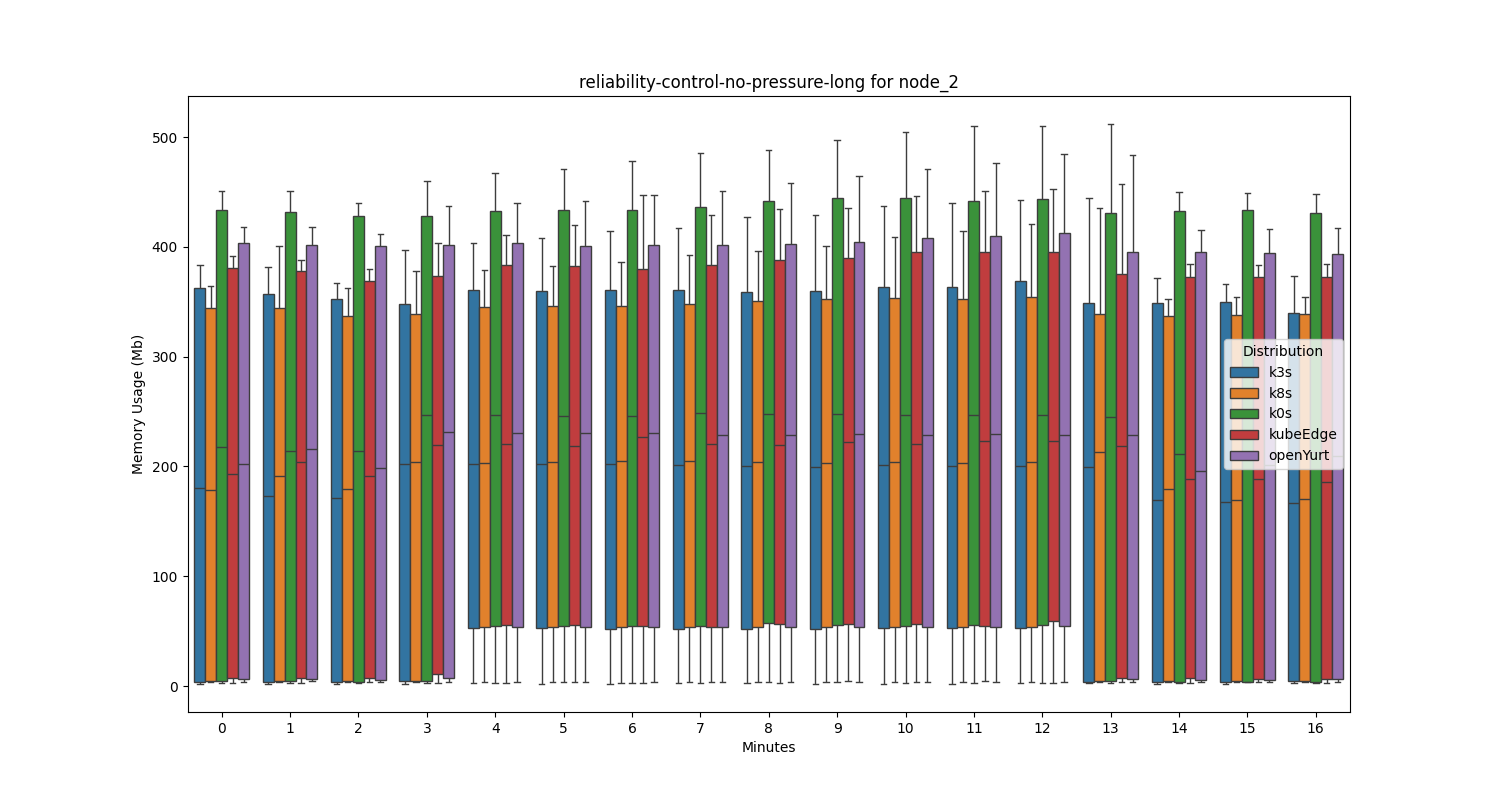 reliability-control-no-pressure-long for node_2
Memory Usage (Mb)
500
400
300
200
100
0
Distribution
k3s
k8s
k0s
kubeEdge
openYurt
0 1 2 3 4 5 6 7 8 9 10 11 12 13 14 15 16
Minutes